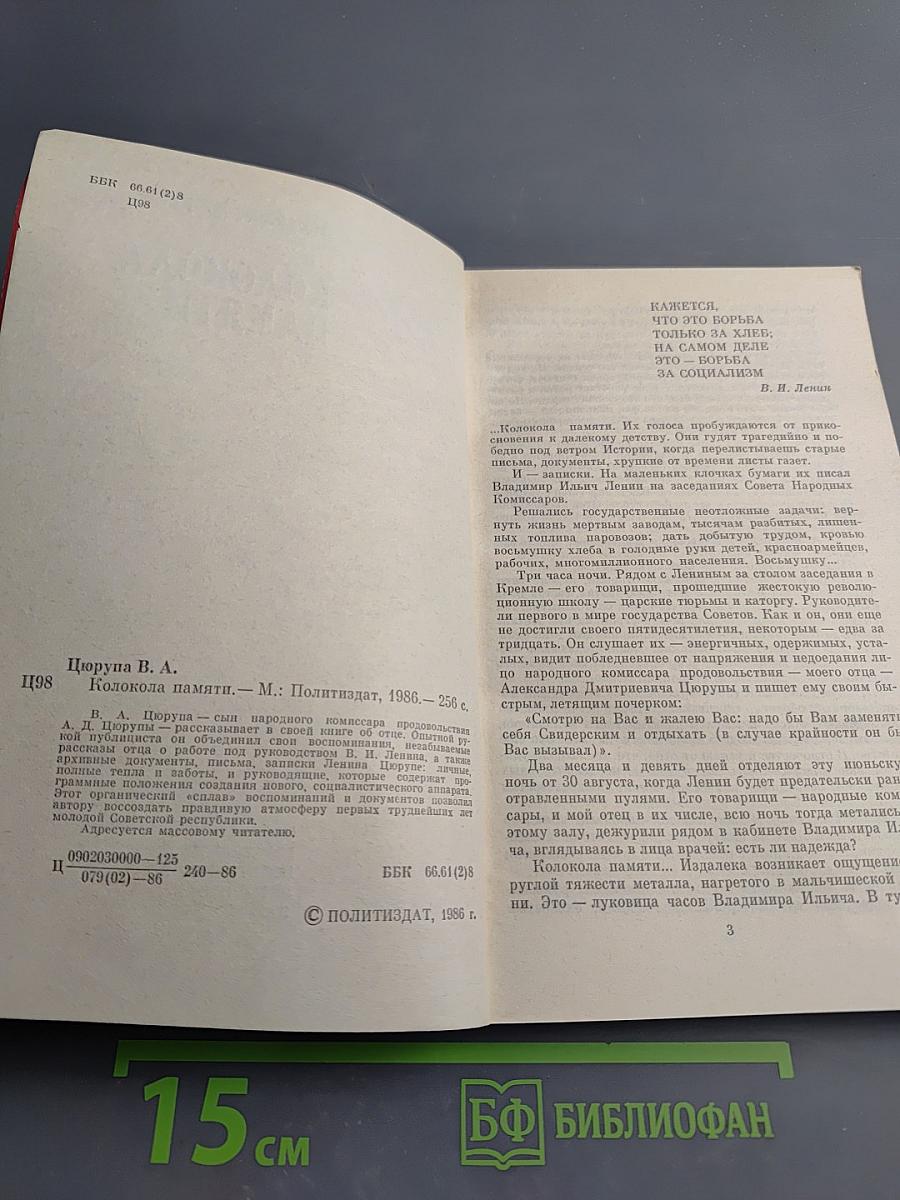 ББК 66.61(2)8
Ц98
Цюрупа В. А.
Ц98
Колокола памяти.— М.: Политиздат, 1986.— 256 с.
В. А. Цюрупа — сын народного комиссара продовольствия
А. Д. Цюрупы — рассказывает в своей книге об отце. Опытной ру-
кой публициста он объединил свои воспоминания, незабываемые
рассказы отца о работе под руководством В. И. Ленина, а также
архивные документы, письма, записки Ленина Цюрупе: личные,
полные тепла и заботы, и руководящие, которые содержат про-
граммные положения создания нового, социалистического аппарата.
Этот органический «сплав» воспоминаний и документов позволил
автору воссоздать правдивую атмосферу первых труднейших лет
молодой Советской республики.
Адресуется массовому читателю.
Ц 0902030000—125
079(02)—86
240—86
ББК 66.61(2)8
© ПОЛИТИЗДАТ, 1986 г.
КАЖЕТСЯ,
ЧТО ЭТО БОРЬБА
ТОЛЬКО ЗА ХЛЕБ;
НА САМОМ ДЕЛЕ
ЭТО — БОРЬБА
ЗА СОЦИАЛИЗМ
В. И. Ленин
...Колокола памяти. Их голоса пробуждаются от прико-
сновения к далекому детству. Они гудят трагедийно и по-
бедно под ветром Истории, когда перелистываешь старые
письма, документы, хрупкие от времени листы газет.
И — записки. На маленьких клочках бумаги их писал
Владимир Ильич Ленин на заседаниях Совета Народных
Комиссаров.
Решались государственные неотложные задачи: вер-
нуть жизнь мертвым заводам, тысячам разбитых, лишен-
ных топлива паровозов; дать добытую трудом, кровью
восьмушку хлеба в голодные руки детей, красноармейцев,
рабочих, многомиллионного населения. Восьмушку...
Три часа ночи. Рядом с Лениным за столом заседания в
Кремле — его товарищи, прошедшие жестокую револю-
ционную школу — царские тюрьмы и каторгу. Руководите-
ли первого в мире государства Советов. Как и он, они еще
не достигли своего пятидесятилетия, некоторым — едва за
тридцать. Он слушает их — энергичных, одержимых, уста-
лых, видит побледневшее от напряжения и недоедания ли-
цо народного комиссара продовольствия — моего отца —
Александра Дмитриевича Цюрупы и пишет ему своим бы-
стрым, летящим почерком:
«Смотрю на Вас и жалею Вас: надо бы Вам заменять
себя Свидерским и отдыхать (в случае крайности он бы
Вас вызывал)».
Два месяца и девять дней отделяют эту июньску
ночь от 30 августа, когда Ленин будет предательски ран
отравленными пулями. Его товарищи — народные ком
сары, и мой отец в их числе, всю ночь тогда металис
этому залу, дежурили рядом в кабинете Владимира Ил
ча, вглядываясь в лица врачей: есть ли надежда?
Колокола памяти... Издалека возникает ощущение
руглой тяжести металла, нагретого в мальчишеской
ни. Это — луковица часов Владимира Ильича. В ту
3
15 см
БФ БИБЛИОФАН